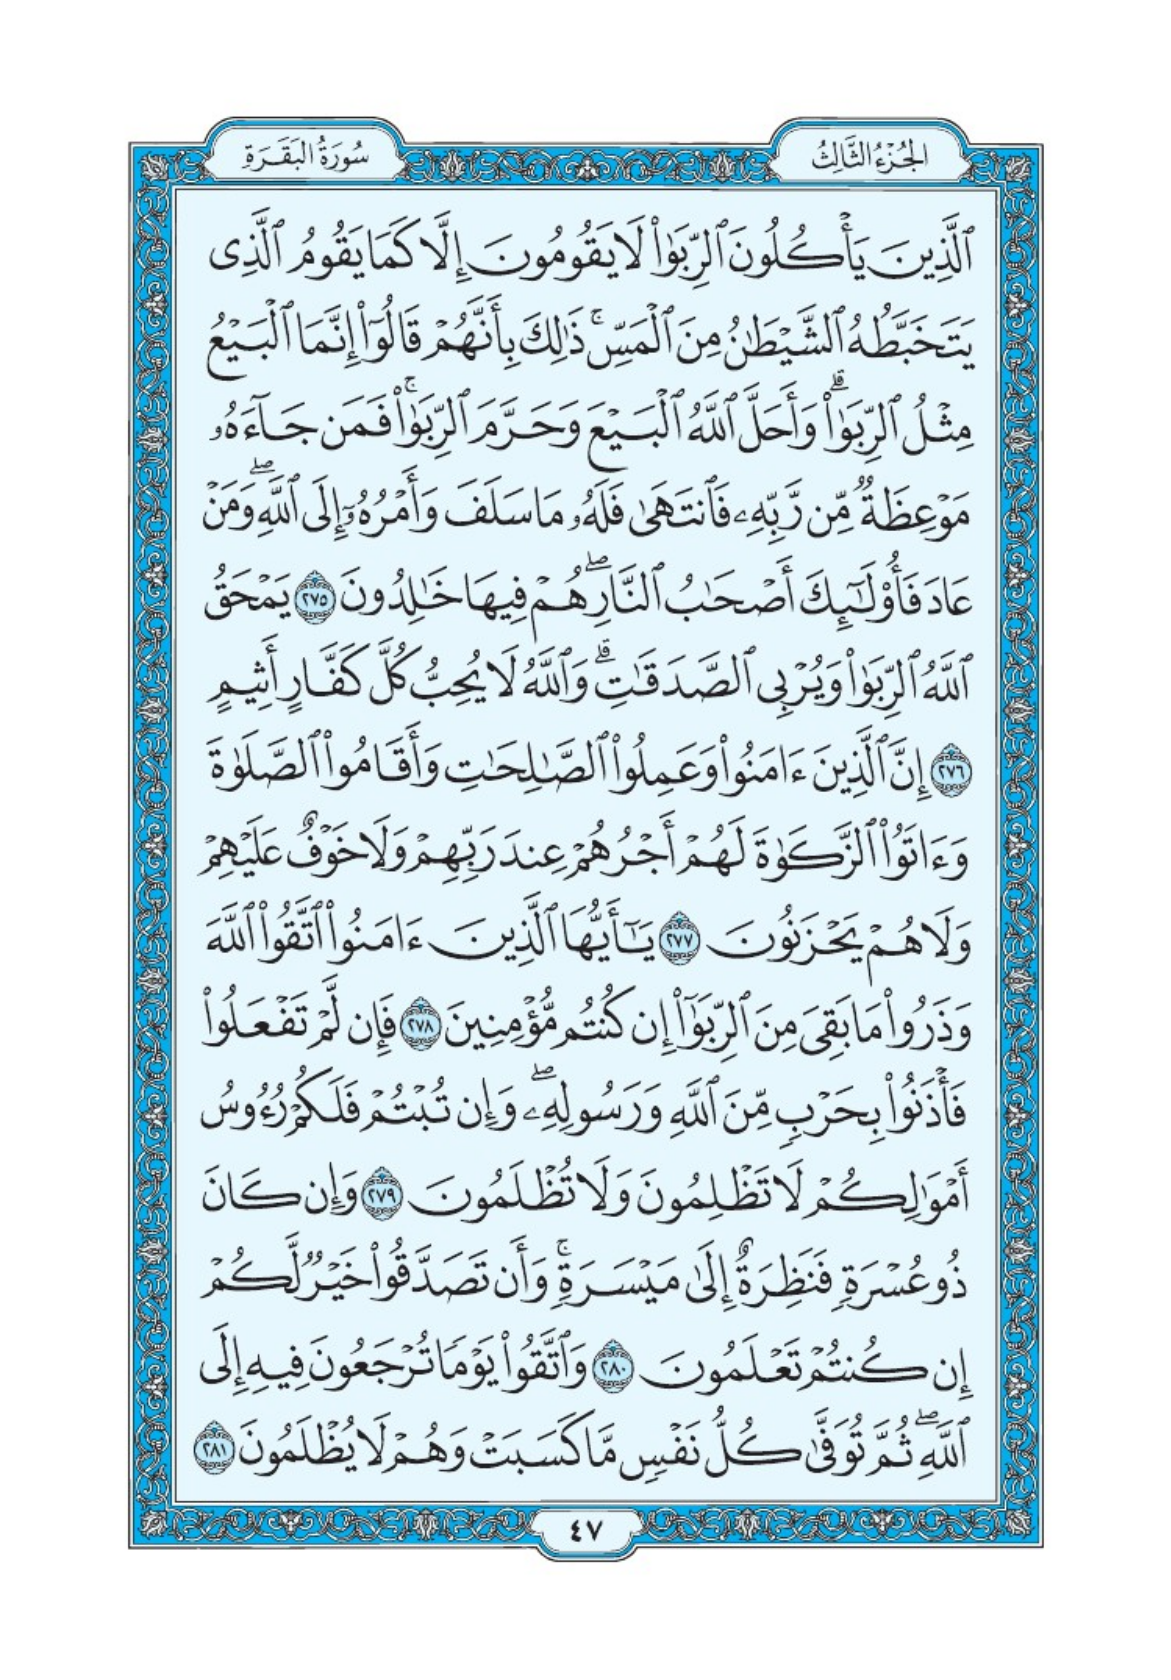 سُورَةُ البَقَرَةِ
الجُزْءُ الثَّالِثُ
ٱلَّذِينَ يَأْكُلُونَ ٱلرِّبَوٰا۟ لَا يَقُومُونَ إِلَّا كَمَا يَقُومُ ٱلَّذِى
يَتَخَبَّطُهُ ٱلشَّيْطَٰنُ مِنَ ٱلْمَسِّ ۚ ذَٰلِكَ بِأَنَّهُمْ قَالُوٓا۟ إِنَّمَا ٱلْبَيْعُ
مِثْلُ ٱلرِّبَوٰا۟ ۗ وَأَحَلَّ ٱللَّهُ ٱلْبَيْعَ وَحَرَّمَ ٱلرِّبَوٰا۟ ۚ فَمَن جَآءَهُۥ
مَوْعِظَةٌ مِّن رَّبِّهِۦ فَٱنتَهَىٰ فَلَهُۥ مَا سَلَفَ وَأَمْرُهُۥٓ إِلَى ٱللَّهِ ۖ وَمَنْ
عَادَ فَأُو۟لَٰٓئِكَ أَصْحَٰبُ ٱلنَّارِ ۖ هُمْ فِيهَا خَٰلِدُونَ ٢٧٥ يَمْحَقُ
ٱللَّهُ ٱلرِّبَوٰا۟ وَيُرْبِى ٱلصَّدَقَٰتِ ۗ وَٱللَّهُ لَا يُحِبُّ كُلَّ كَفَّارٍ أَثِيمٍ
٢٧٦ إِنَّ ٱلَّذِينَ ءَامَنُوا۟ وَعَمِلُوا۟ ٱلصَّٰلِحَٰتِ وَأَقَامُوا۟ ٱلصَّلَوٰةَ
وَءَاتَوُا۟ ٱلزَّكَوٰةَ لَهُمْ أَجْرُهُمْ عِندَ رَبِّهِمْ وَلَا خَوْفٌ عَلَيْهِمْ
وَلَا هُمْ يَحْزَنُونَ ٢٧٧ يَٰٓأَيُّهَا ٱلَّذِينَ ءَامَنُوا۟ ٱتَّقُوا۟ ٱللَّهَ
وَذَرُوا۟ مَا بَقِىَ مِنَ ٱلرِّبَوٰٓا۟ إِن كُنتُم مُّؤْمِنِينَ ٢٧٨ فَإِن لَّمْ تَفْعَلُوا۟
فَأْذَنُوا۟ بِحَرْبٍ مِّنَ ٱللَّهِ وَرَسُولِهِۦ ۖ وَإِن تُبْتُمْ فَلَكُمْ رُءُوسُ
أَمْوَٰلِكُمْ لَا تَظْلِمُونَ وَلَا تُظْلَمُونَ ٢٧٩ وَإِن كَانَ
ذُو عُسْرَةٍ فَنَظِرَةٌ إِلَىٰ مَيْسَرَةٍ ۚ وَأَن تَصَدَّقُوا۟ خَيْرٌ لَّكُمْ
إِن كُنتُمْ تَعْلَمُونَ ٢٨٠ وَٱتَّقُوا۟ يَوْمًا تُرْجَعُونَ فِيهِ إِلَى
ٱللَّهِ ۖ ثُمَّ تُوَفَّىٰ كُلُّ نَفْسٍ مَّا كَسَبَتْ وَهُمْ لَا يُظْلَمُونَ ٢٨١
٤٧